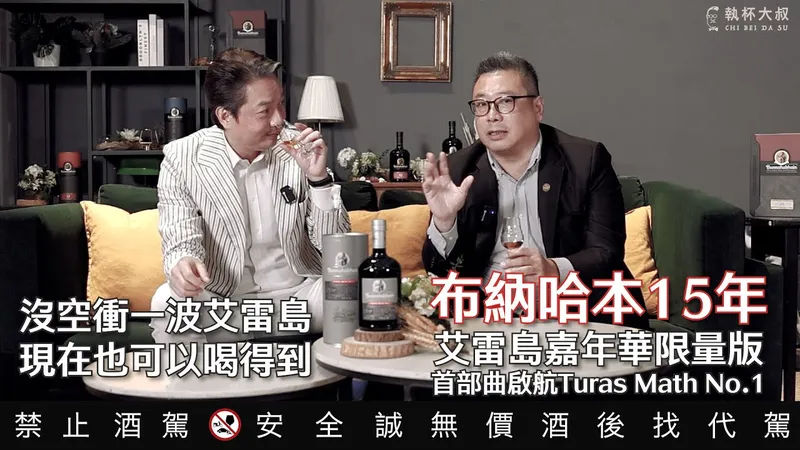 執杯大叔
CHI BEI DA SU
BROOKLYN
Bunnahabhain
沒空衝一波艾雷島
現在也可以喝得到
布納哈本15年
艾雷島嘉年華限量版
首部曲啟航Turas Math No.1
禁止酒駕 安全誠無價酒後找代駕